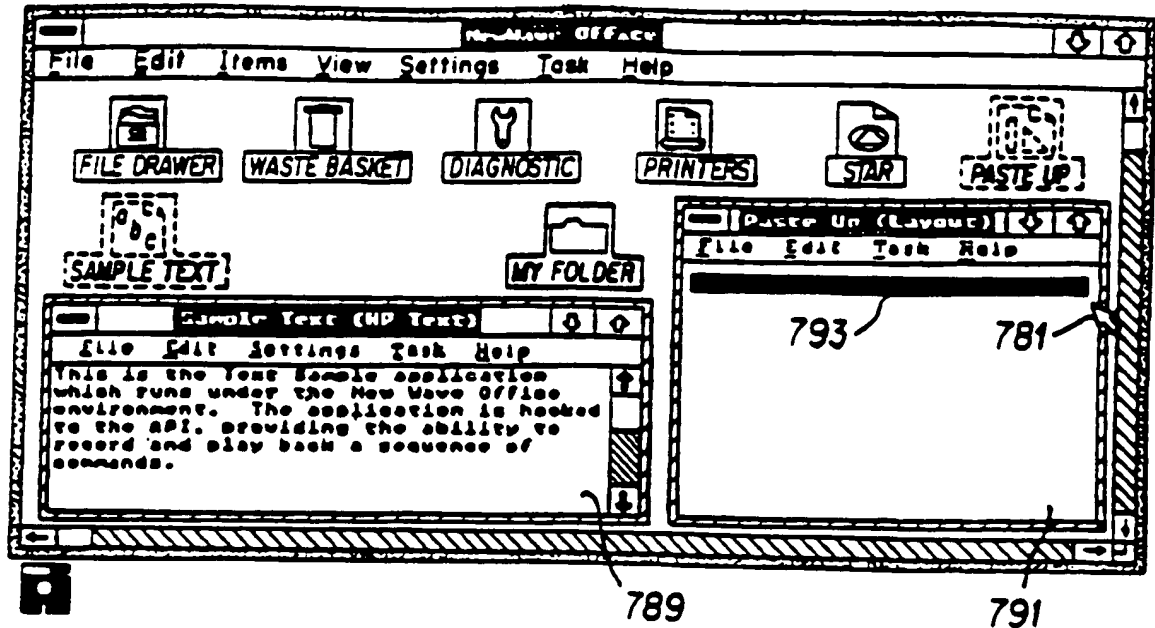 NewWave Office
File Edit Items View Settings Task Help
FILE DRAWER WASTE BASKET DIAGNOSTIC PRINTERS STAR PASTE UP
SAMPLE TEXT MY FOLDER
Paste Up (Layout)
File Edit Task Help
793 781
Sample Text (HP Text)
File Edit Settings Task Help
This is the Text Sample application
which runs under the New Wave Office
environment. The application is hooked
to the API, providing the ability to
record and play back a sequence of
commands.
789 791